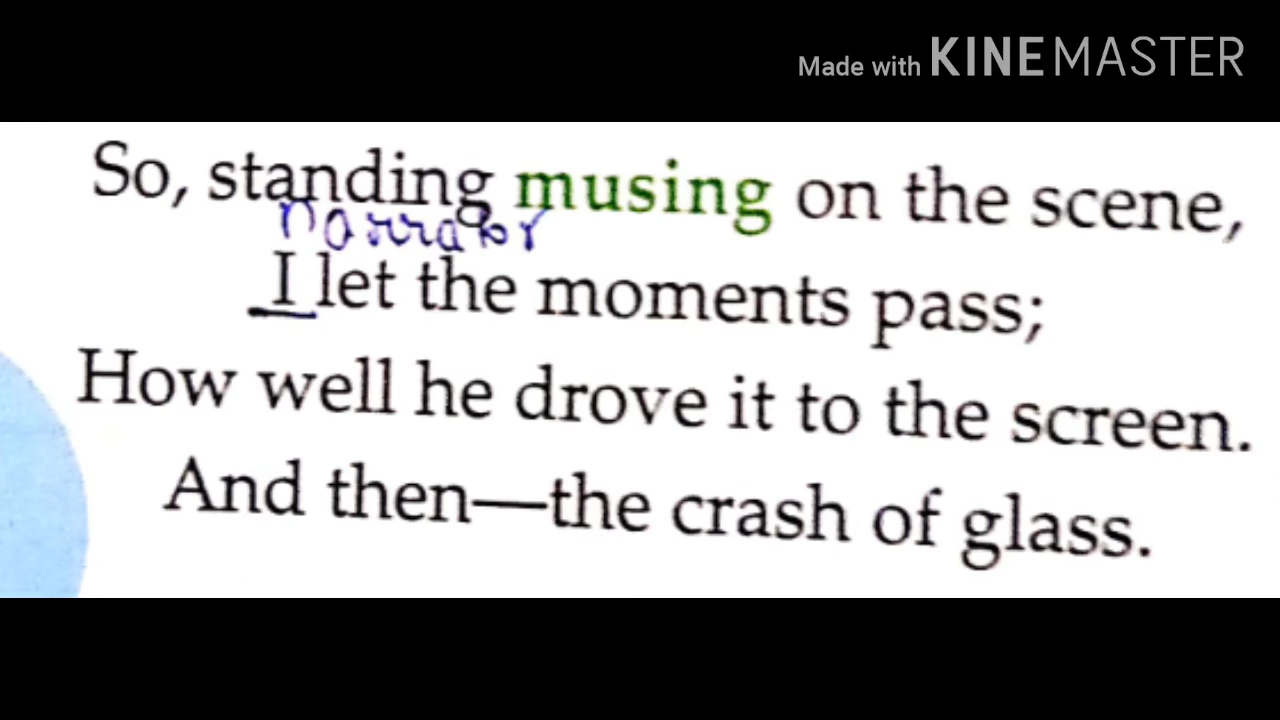 Made with KINEMASTER
So, standing musing on the scene,
narrator
I let the moments pass;
How well he drove it to the screen.
And then—the crash of glass.